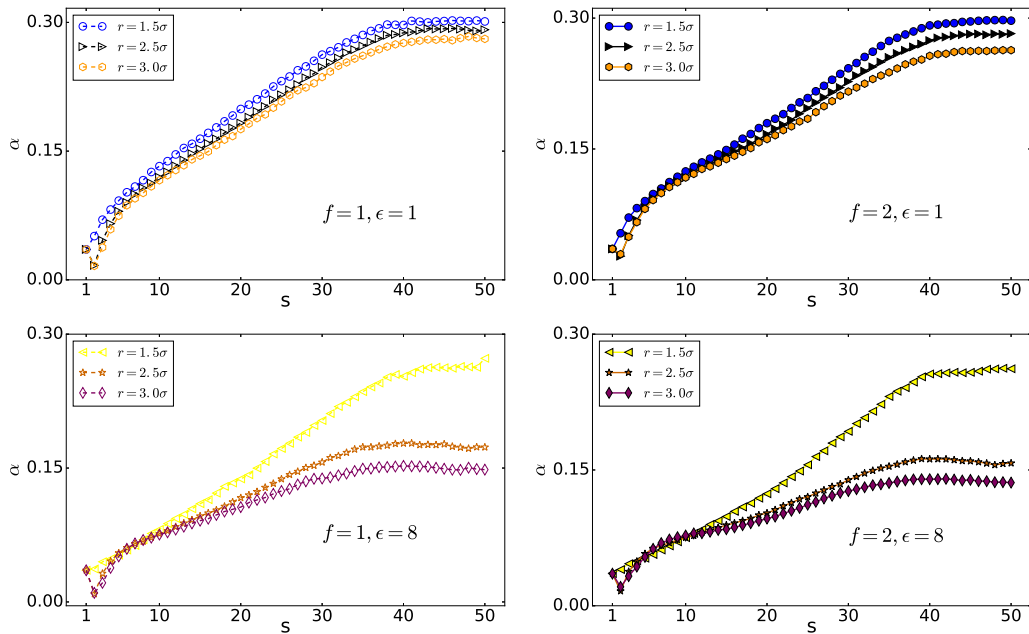 0.30
r = 1.5σ
r = 2.5σ
r = 3.0σ
α
0.15
f = 1, ϵ = 1
0.00
1 10 20 30 40 50
s
0.30
r = 1.5σ
r = 2.5σ
r = 3.0σ
α
0.15
f = 2, ϵ = 1
0.00
1 10 20 30 40 50
s
0.30
r = 1.5σ
r = 2.5σ
r = 3.0σ
α
0.15
f = 1, ϵ = 8
0.00
1 10 20 30 40 50
s
0.30
r = 1.5σ
r = 2.5σ
r = 3.0σ
α
0.15
f = 2, ϵ = 8
0.00
1 10 20 30 40 50
s